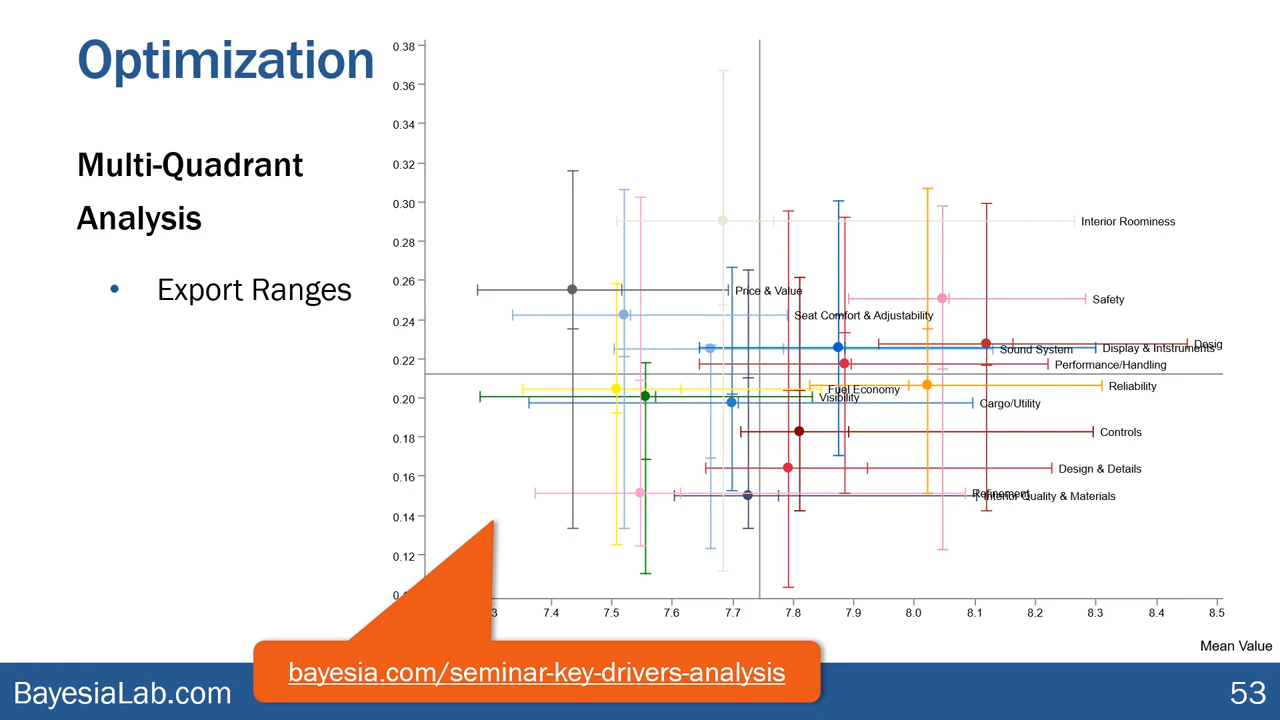 Optimization
Multi-Quadrant
Analysis
• Export Ranges
0.38
0.36
0.34
0.32
0.30
0.28
0.26
0.24
0.22
0.20
0.18
0.16
0.14
0.12
Interior Roominess
Price & Value
Safety
Seat Comfort & Adjustability
Desig
Sound System
Display & Intstruments
Performance/Handling
Reliability
Fuel Economy
Visibility
Cargo/Utility
Controls
Design & Details
Refinement
Interior Quality & Materials
7.4 7.5 7.6 7.7 7.8 7.9 8.0 8.1 8.2 8.3 8.4 8.5
Mean Value
bayesia.com/seminar-key-drivers-analysis
BayesiaLab.com
53